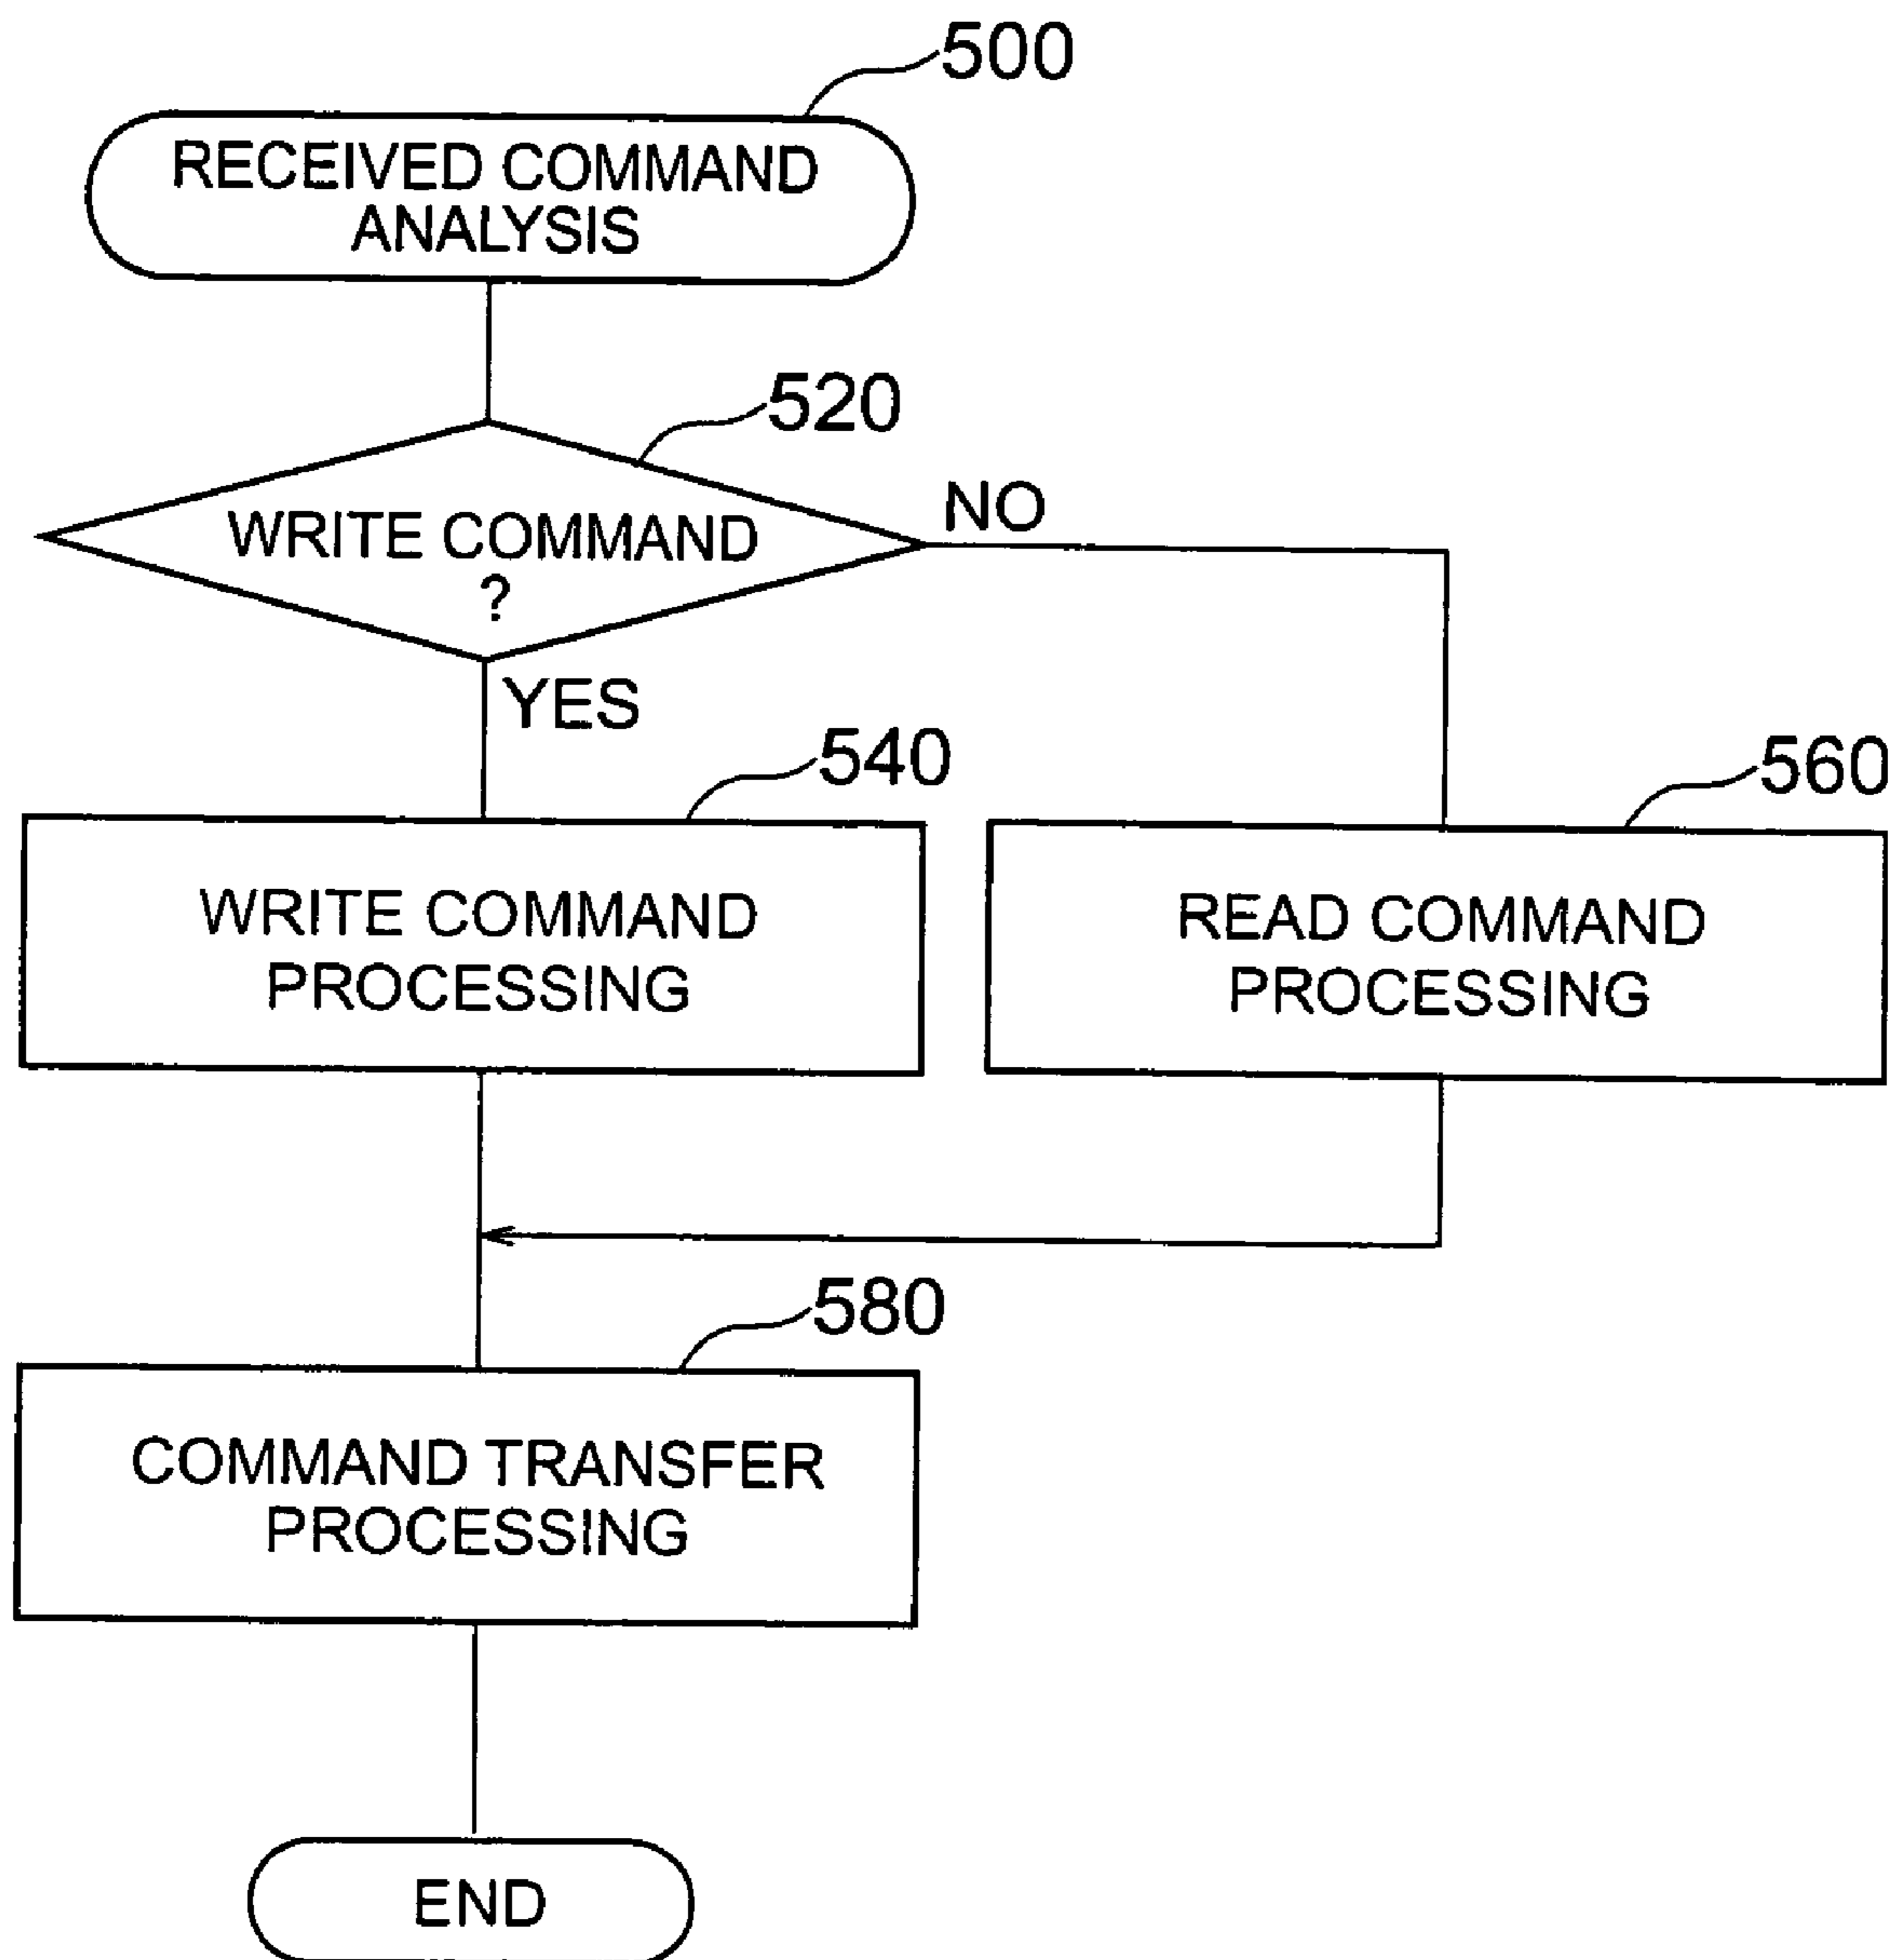 500
RECEIVED COMMAND
ANALYSIS
520
WRITE COMMAND
?
NO
YES
540
WRITE COMMAND
PROCESSING
560
READ COMMAND
PROCESSING
580
COMMAND TRANSFER
PROCESSING
END